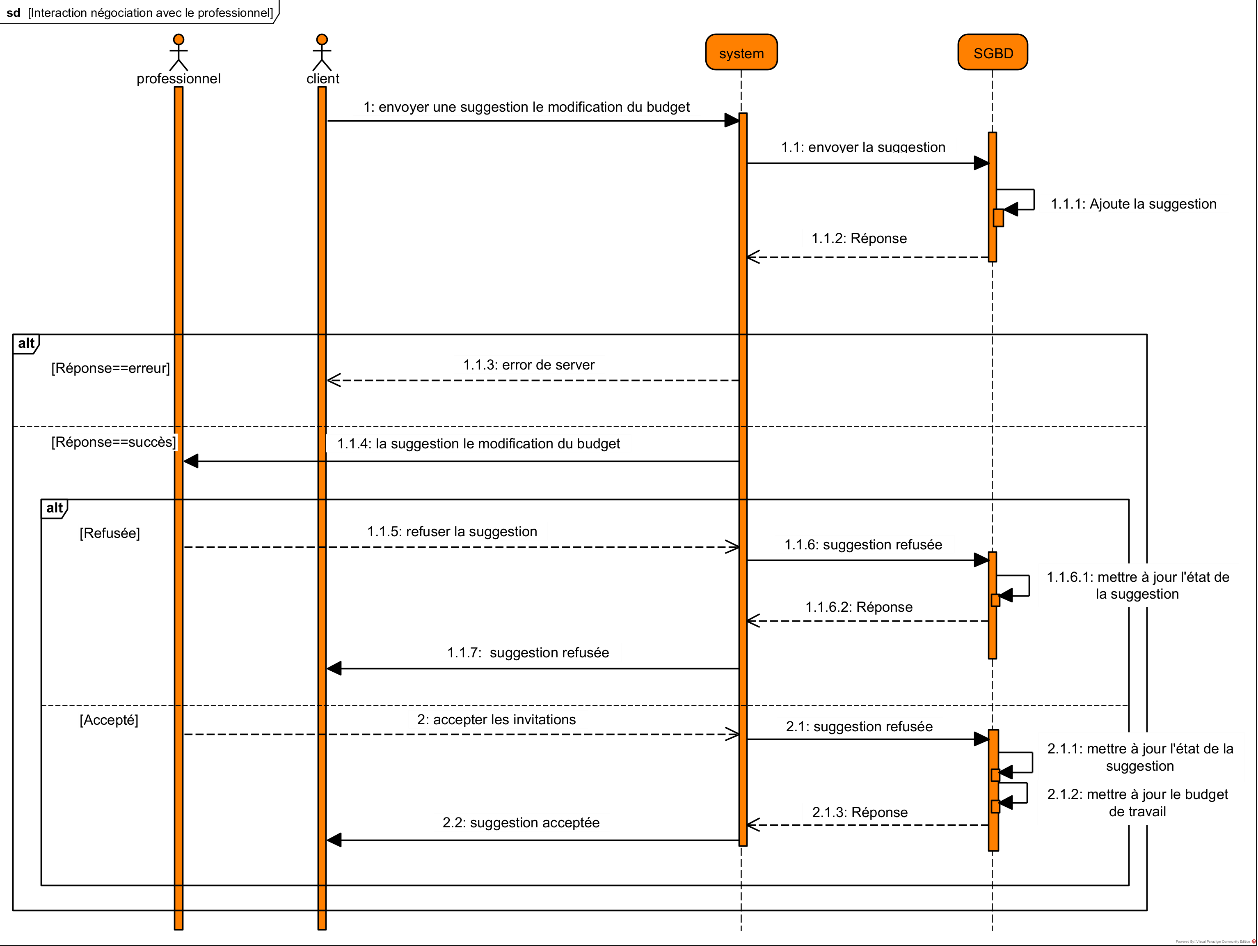 sd [Interaction négociation avec le professionnel]
professionnel
client
system
SGBD
1: envoyer une suggestion le modification du budget
1.1: envoyer la suggestion
1.1.1: Ajoute la suggestion
1.1.2: Réponse
alt
[Réponse==erreur]
1.1.3: error de server
[Réponse==succès]
1.1.4: la suggestion le modification du budget
alt
[Refusée]
1.1.5: refuser la suggestion
1.1.6: suggestion refusée
1.1.6.1: mettre à jour l'état de
la suggestion
1.1.6.2: Réponse
1.1.7: suggestion refusée
[Accepté]
2: accepter les invitations
2.1: suggestion refusée
2.1.1: mettre à jour l'état de la
suggestion
2.1.2: mettre à jour le budget
de travail
2.1.3: Réponse
2.2: suggestion acceptée
Powered By Visual Paradigm Community Edition